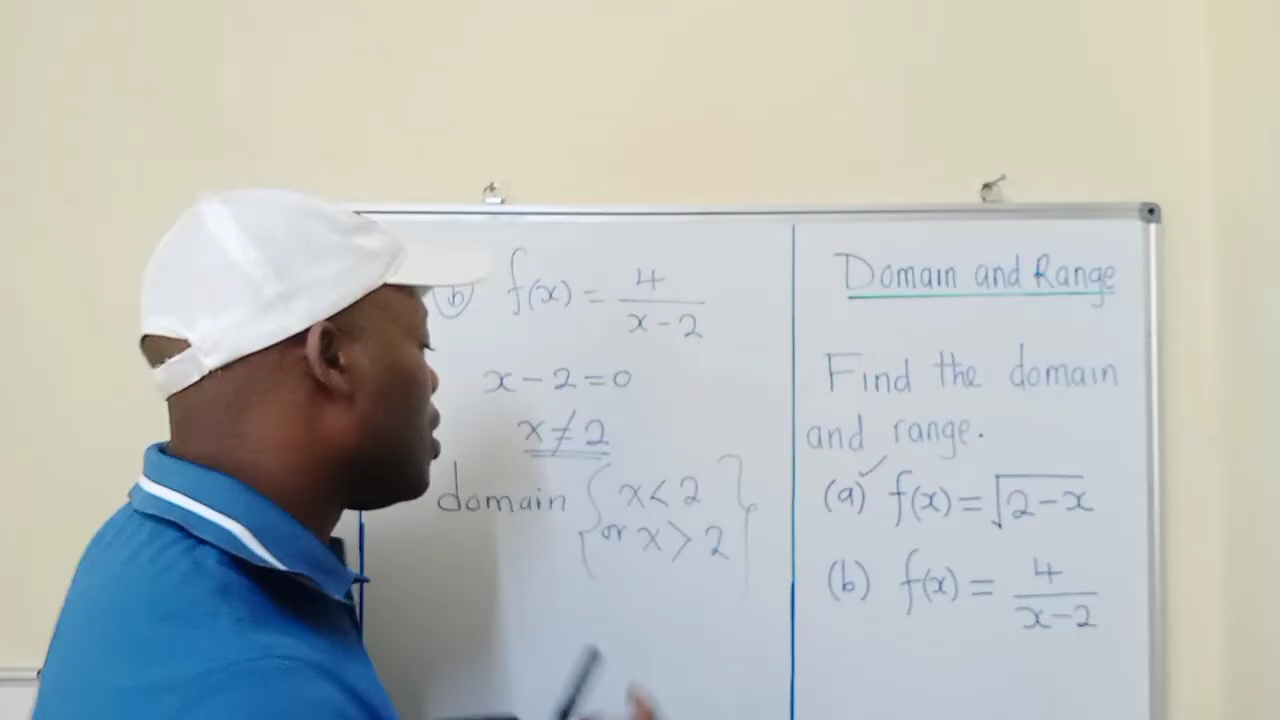 (b) f(x) = 4/(x-2)
x - 2 = 0
x ≠ 2
domain { x < 2
or x > 2 }
Domain and Range
Find the domain
and range.
(a) ✓ f(x) = √(2-x)
(b) f(x) = 4/(x-2)